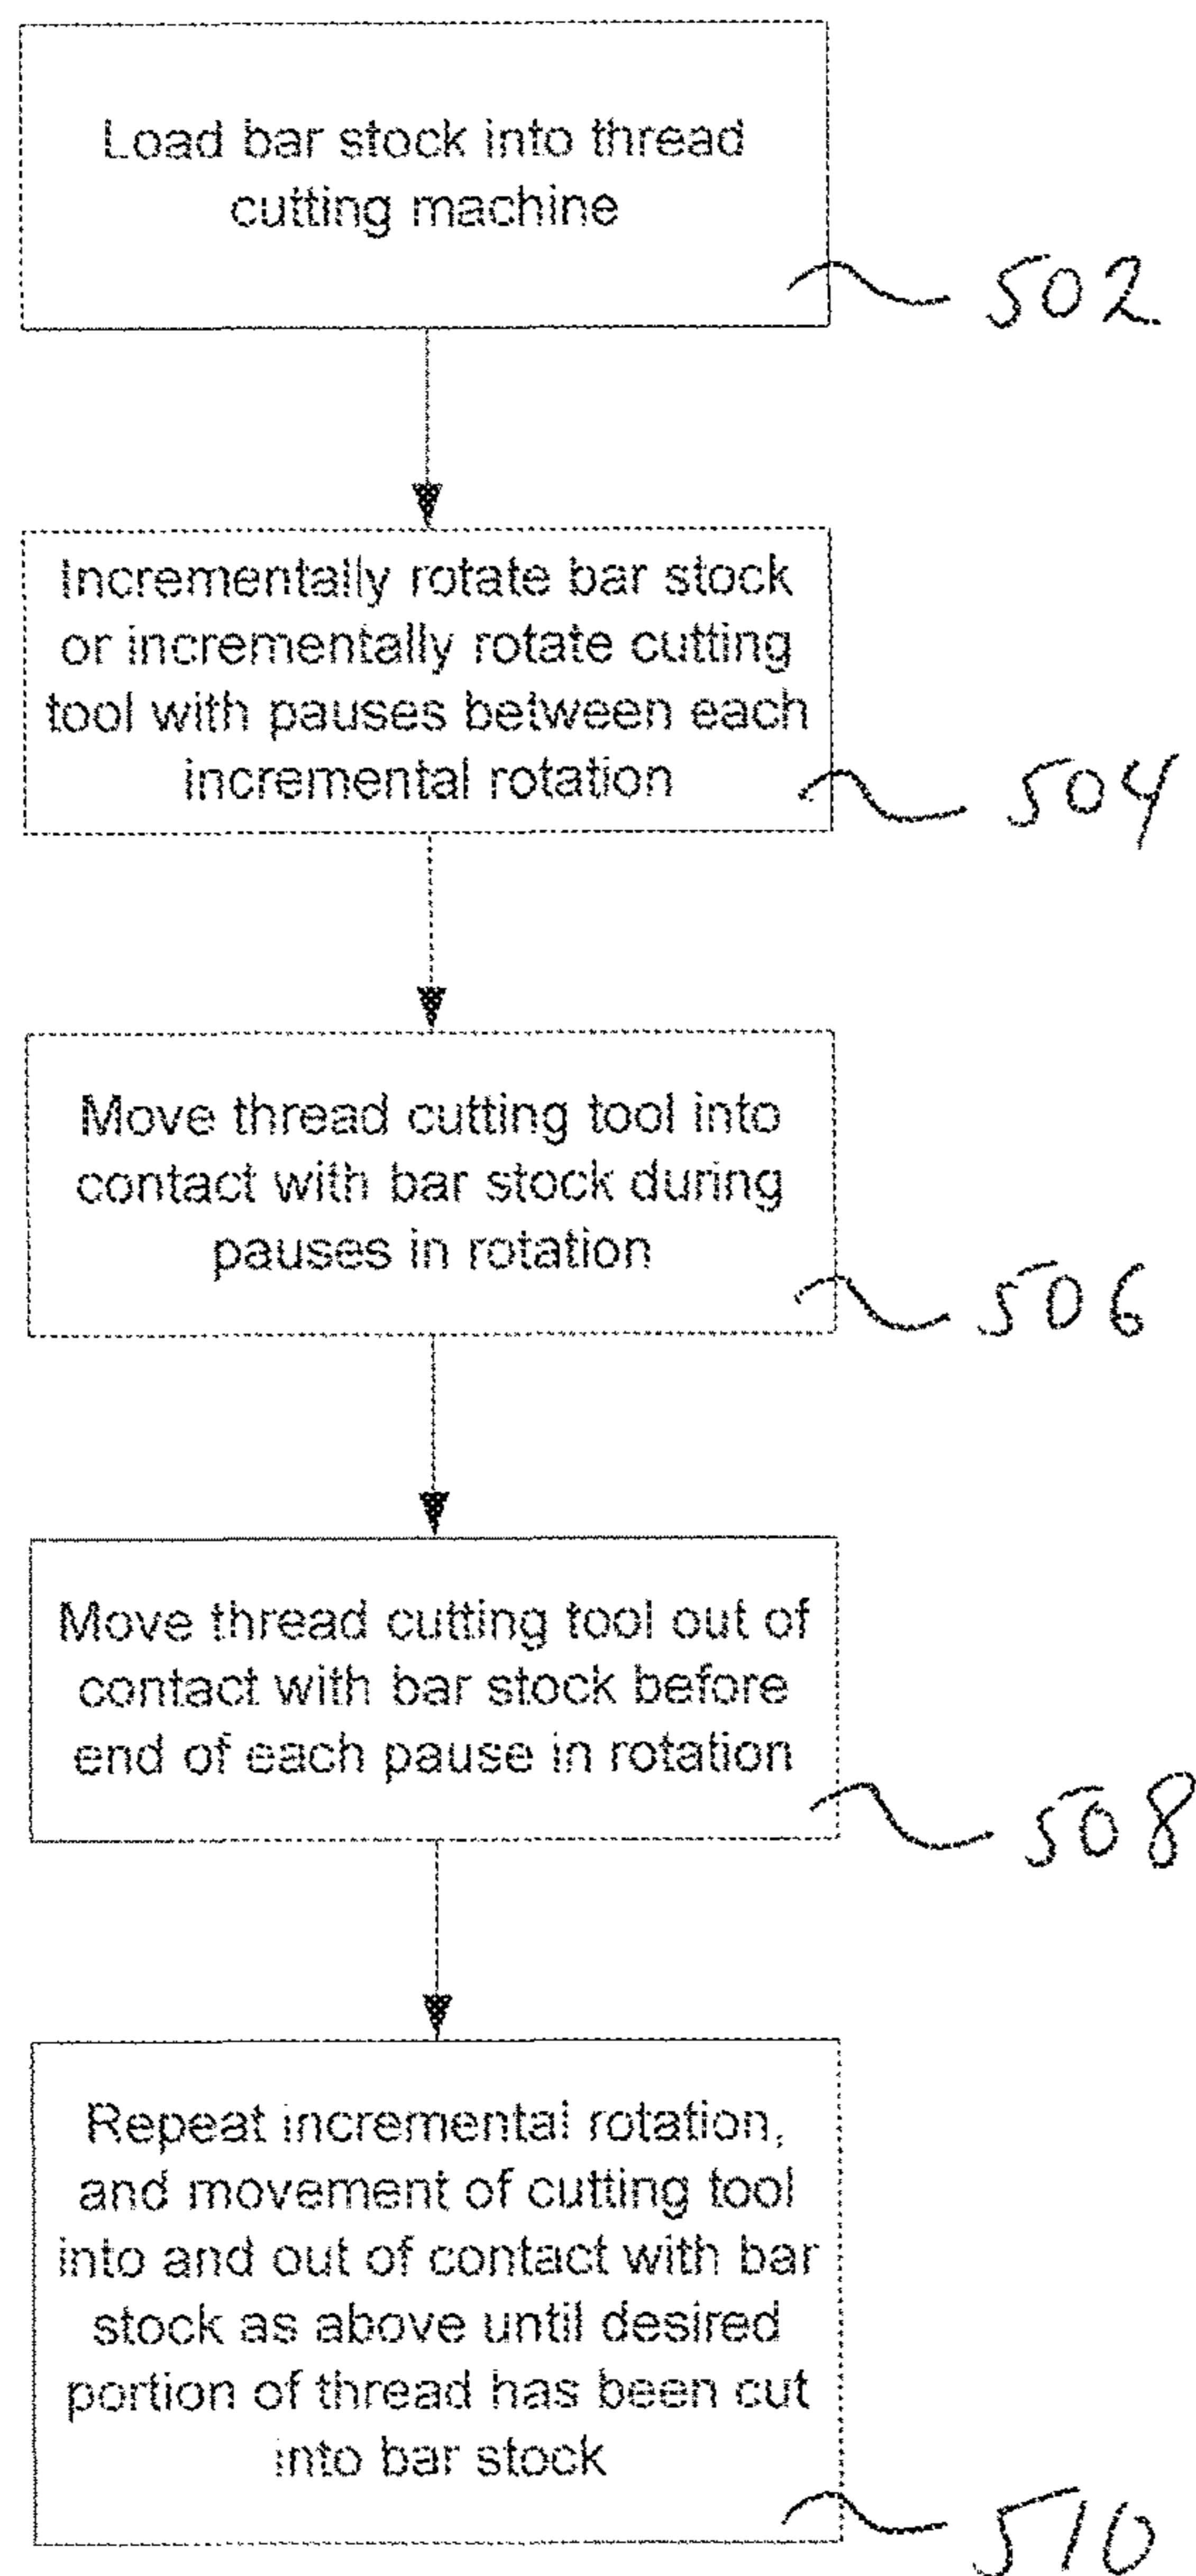 Load bar stock into thread
cutting machine
502
Incrementally rotate bar stock
or incrementally rotate cutting
tool with pauses between each
incremental rotation
504
Move thread cutting tool into
contact with bar stock during
pauses in rotation
506
Move thread cutting tool out of
contact with bar stock before
end of each pause in rotation
508
Repeat incremental rotation,
and movement of cutting tool
into and out of contact with bar
stock as above until desired
portion of thread has been cut
into bar stock
510